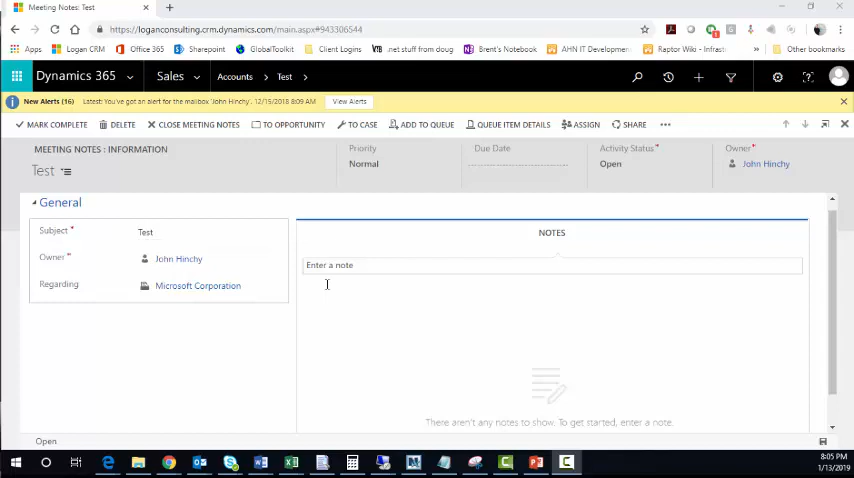 Meeting Notes: Test
https://loganconsulting.crm.dynamics.com/main.aspx#943306544
Apps Logan CRM Office 365 Sharepoint GlobalToolkit Client Logins .net stuff from doug Brent's Notebook AHN IT Developmen Raptor Wiki - Infrast » Other bookmarks
Dynamics 365 Sales Accounts Test
New Alerts (16) Latest: You've got an alert for the mailbox 'John Hinchy'. 12/15/2018 8:09 AM View Alerts
MARK COMPLETE DELETE CLOSE MEETING NOTES TO OPPORTUNITY TO CASE ADD TO QUEUE QUEUE ITEM DETAILS ASSIGN SHARE
MEETING NOTES : INFORMATION
Test
Priority Due Date Activity Status* Owner*
Normal Open John Hinchy
General
Subject * Test
Owner * John Hinchy
Regarding Microsoft Corporation
NOTES
Enter a note
There aren't any notes to show. To get started, enter a note.
Open
8:05 PM
1/13/2019